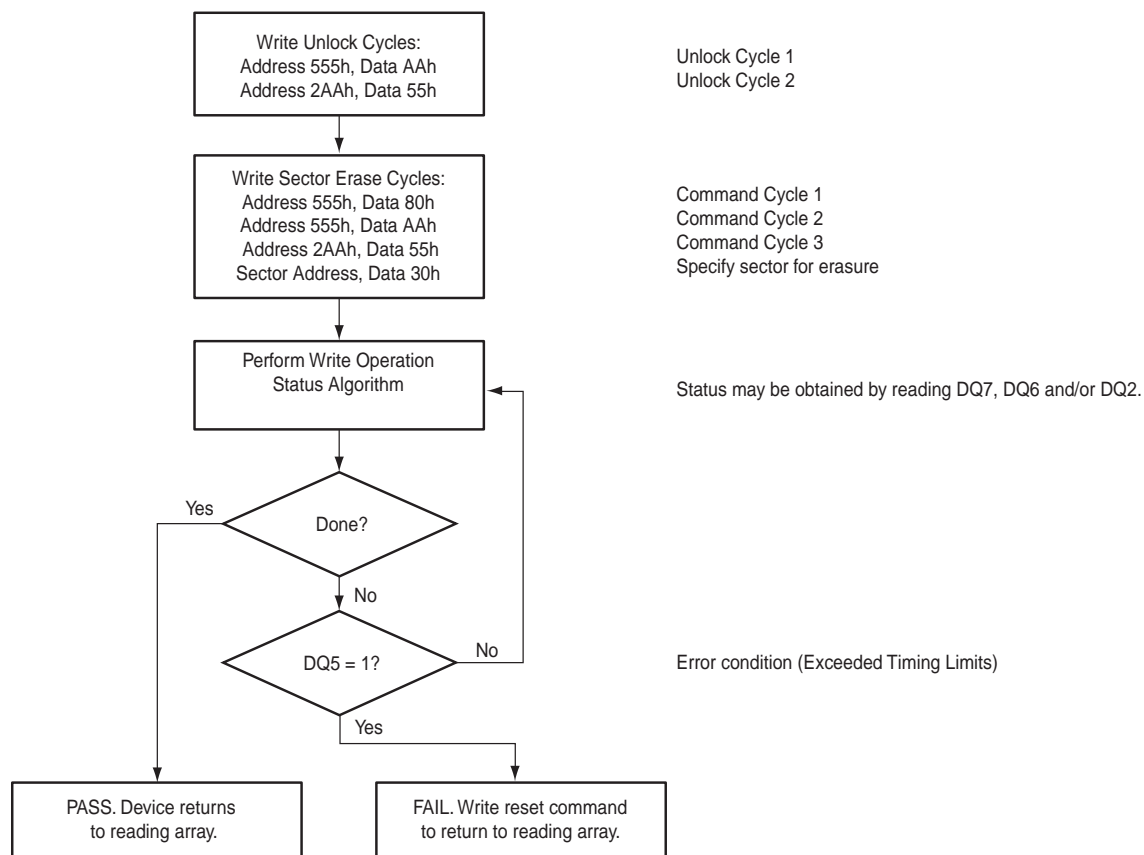 Write Unlock Cycles:
Address 555h, Data AAh
Address 2AAh, Data 55h
Unlock Cycle 1
Unlock Cycle 2
Write Sector Erase Cycles:
Address 555h, Data 80h
Address 555h, Data AAh
Address 2AAh, Data 55h
Sector Address, Data 30h
Command Cycle 1
Command Cycle 2
Command Cycle 3
Specify sector for erasure
Perform Write Operation
Status Algorithm
Status may be obtained by reading DQ7, DQ6 and/or DQ2.
Yes
Done?
No
DQ5 = 1?
No
Error condition (Exceeded Timing Limits)
Yes
PASS. Device returns
to reading array.
FAIL. Write reset command
to return to reading array.